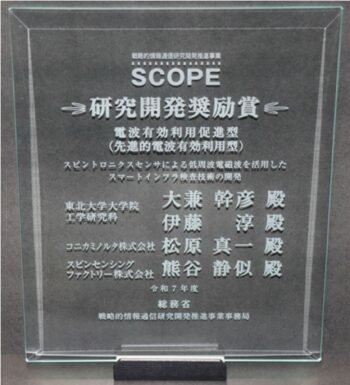 戦略的情報通信研究開発推進事業
SCOPE
研究開発奨励賞
電波有効利用促進型
(先進的電波有効利用型)
スピントロニクスセンサによる低周波電磁波を活用した
スマートインフラ検査技術の開発
東北大学大学院
工学研究科
大兼 幹彦 殿
伊藤 淳 殿
コニカミノルタ株式会社 松原 真一 殿
スピンセンシング
ファクトリー株式会社
熊谷 静似 殿
令和7年度
総務省
戦略的情報通信研究開発推進事業事務局